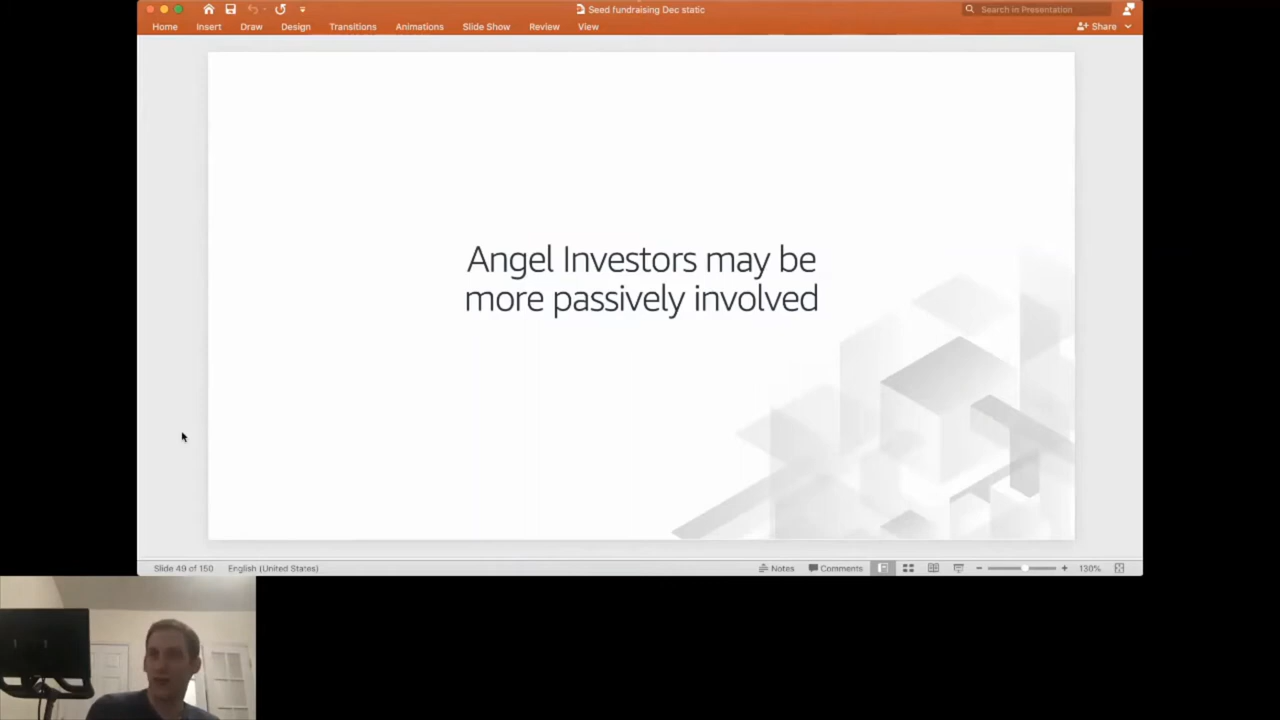 Seed fundraising Dec static
Search in Presentation
Home Insert Draw Design Transitions Animations Slide Show Review View Share
Angel Investors may be
more passively involved
Slide 49 of 150 English (United States) Notes Comments 130%